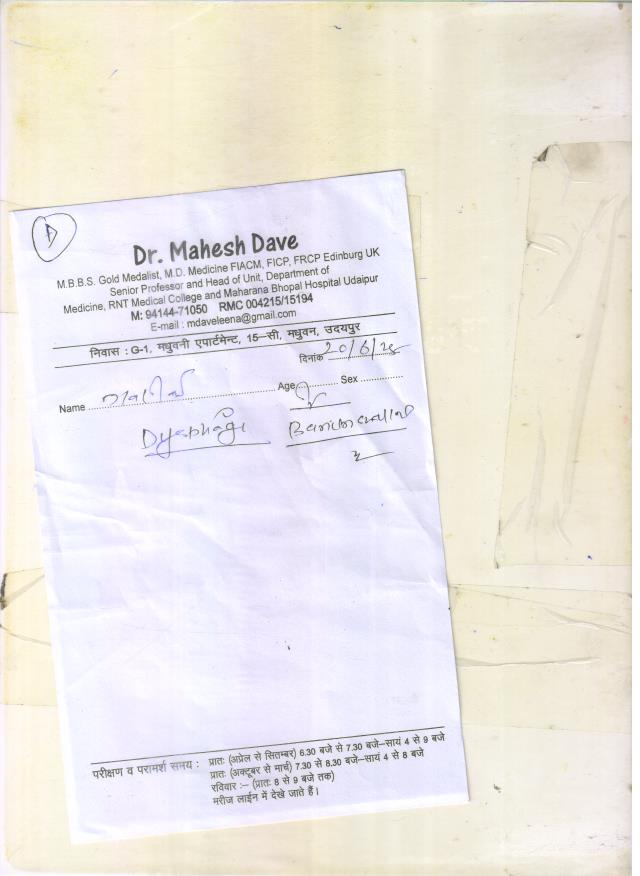 Dr. Mahesh Dave
M.B.B.S. Gold Medalist, M.D. Medicine FIACM, FICP, FRCP Edinburg UK
Senior Professor and Head of Unit, Department of
Medicine, RNT Medical College and Maharana Bhopal Hospital Udaipur
M: 94144-71050 RMC 004215/15194
E-mail : mdaveleena@gmail.com
निवास : G-1, मधुवनी एपार्टमेन्ट, 15-सी, मधुवन, उदयपुर
दिनांक 20/6/24
Name Age Sex
परीक्षण व परामर्श समय : प्रातः (अप्रेल से सितम्बर) 6.30 बजे से 7.30 बजे-सायं 4 से 9 बजे
प्रातः (अक्टूबर से मार्च) 7.30 से 8.30 बजे-सायं 4 से 8 बजे
रविवार :- (प्रातः 8 से 9 बजे तक)
मरीज लाईन में देखे जाते हैं।